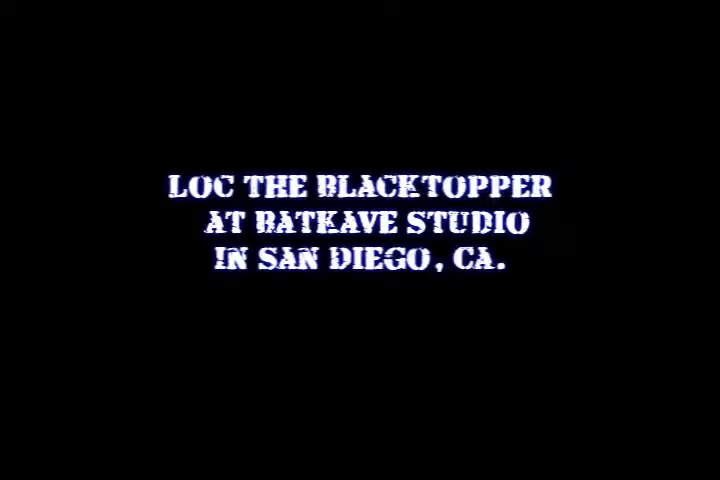 LOC THE BLACKTOPPER
AT BATKAVE STUDIO
IN SAN DIEGO, CA.